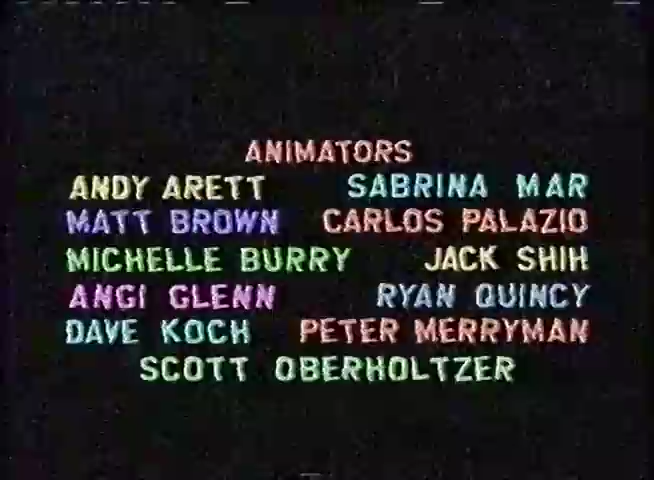 ANIMATORS
ANDY ARETT SABRINA MAR
MATT BROWN CARLOS PALAZIO
MICHELLE BURRY JACK SHIH
ANGI GLENN RYAN QUINCY
DAVE KOCH PETER MERRYMAN
SCOTT OBERHOLTZER